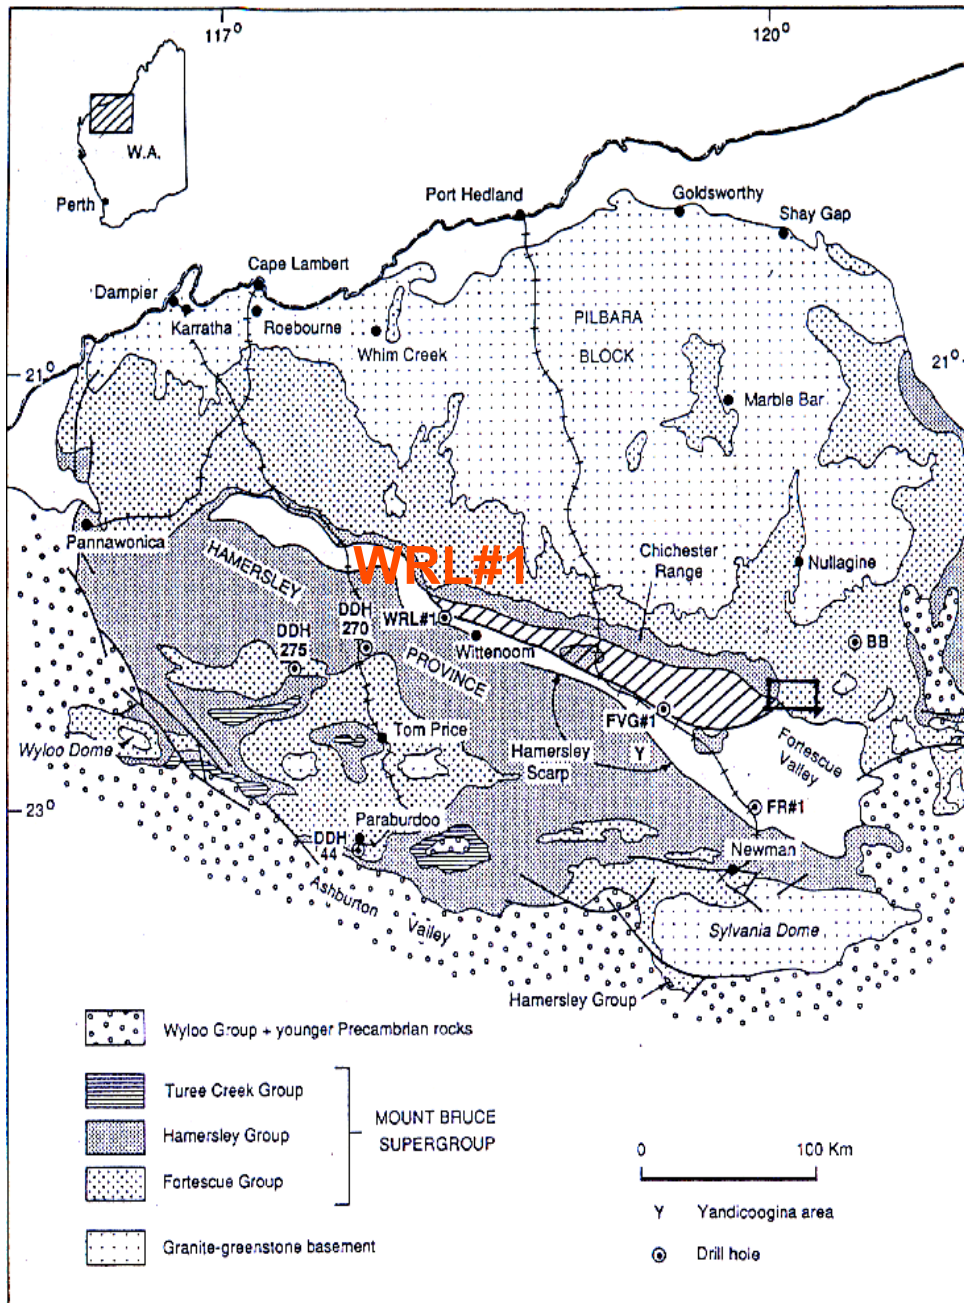 117°
120°
W.A.
Perth
Port Hedland
Goldsworthy
Shay Gap
Cape Lambert
Dampier
Karratha
Roebourne
Whim Creek
PILBARA
BLOCK
21°
21°
Marble Bar
Pannawonica
HAMERSLEY
WRL#1
Chichester
Range
Nullagine
DDH
270
WRL#1
DDH
275
Wittenoom
BB
PROVINCE
FVG#1
Tom Price
Hamersley
Scarp
Y
Fortescue
Valley
Wyloo Dome
23°
FR#1
Paraburdoo
DDH
44
Newman
Ashburton
Valley
Sylvania Dome
Hamersley Group
Wyloo Group + younger Precambrian rocks
Turee Creek Group
Hamersley Group
Fortescue Group
MOUNT BRUCE
SUPERGROUP
Granite-greenstone basement
0 100 Km
Y Yandicoogina area
Drill hole